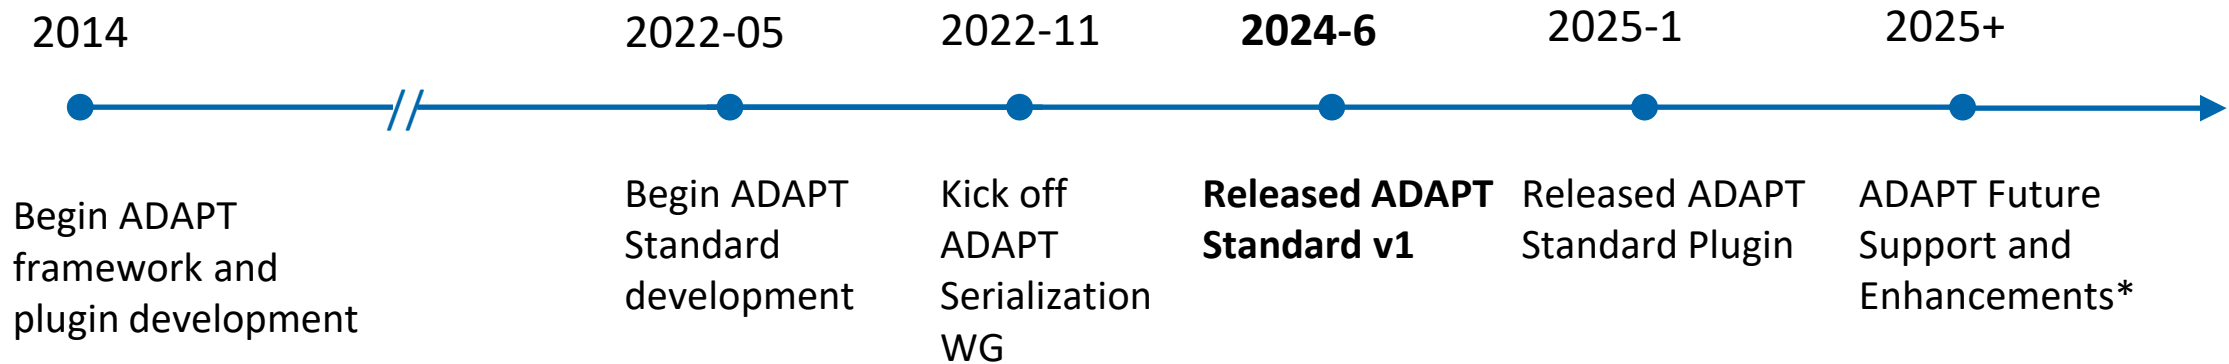 2014
Begin ADAPT
framework and
plugin development
2022-05
Begin ADAPT
Standard
development
2022-11
Kick off
ADAPT
Serialization
WG
2024-6
Released ADAPT
Standard v1
2025-1
Released ADAPT
Standard Plugin
2025+
ADAPT Future
Support and
Enhancements*